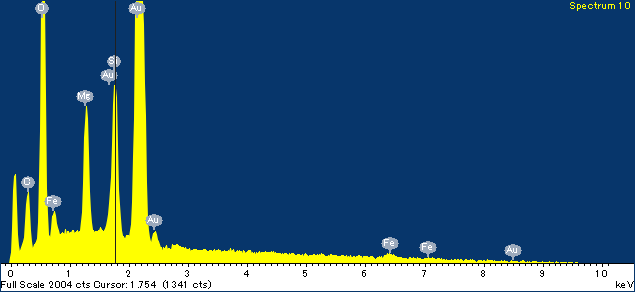 O
Au
Spectrum 10
Si
Au
Mg
Fe
Au
Fe
Fe
Au
0 1 2 3 4 5 6 7 8 9 10
Full Scale 2004 cts Cursor: 1.754 (1341 cts) keV